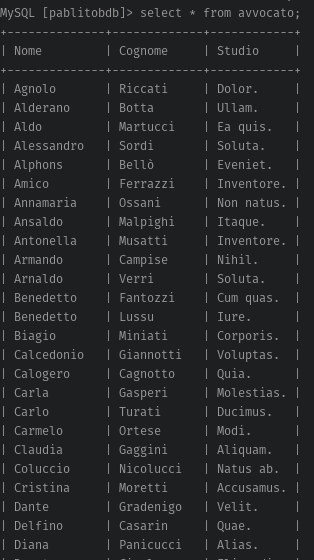 MySQL [pablitobdb]> select * from avvocato;
+--------------+------------+------------+
| Nome | Cognome | Studio |
+--------------+------------+------------+
| Agnolo | Riccati | Dolor. |
| Alderano | Botta | Ullam. |
| Aldo | Martucci | Ea quis. |
| Alessandro | Sordi | Soluta. |
| Alphons | Bellò | Eveniet. |
| Amico | Ferrazzi | Inventore. |
| Annamaria | Ossani | Non natus. |
| Ansaldo | Malpighi | Itaque. |
| Antonella | Musatti | Inventore. |
| Armando | Campise | Nihil. |
| Arnaldo | Verri | Soluta. |
| Benedetto | Fantozzi | Cum quas. |
| Benedetto | Lussu | Iure. |
| Biagio | Miniati | Corporis. |
| Calcedonio | Giannotti | Voluptas. |
| Calogero | Cagnotto | Quia. |
| Carla | Gasperi | Molestias. |
| Carlo | Turati | Ducimus. |
| Carmelo | Ortese | Modi. |
| Claudia | Gaggini | Aliquam. |
| Coluccio | Nicolucci | Natus ab. |
| Cristina | Moretti | Accusamus. |
| Dante | Gradenigo | Velit. |
| Delfino | Casarin | Quae. |
| Diana | Panicucci | Alias. |